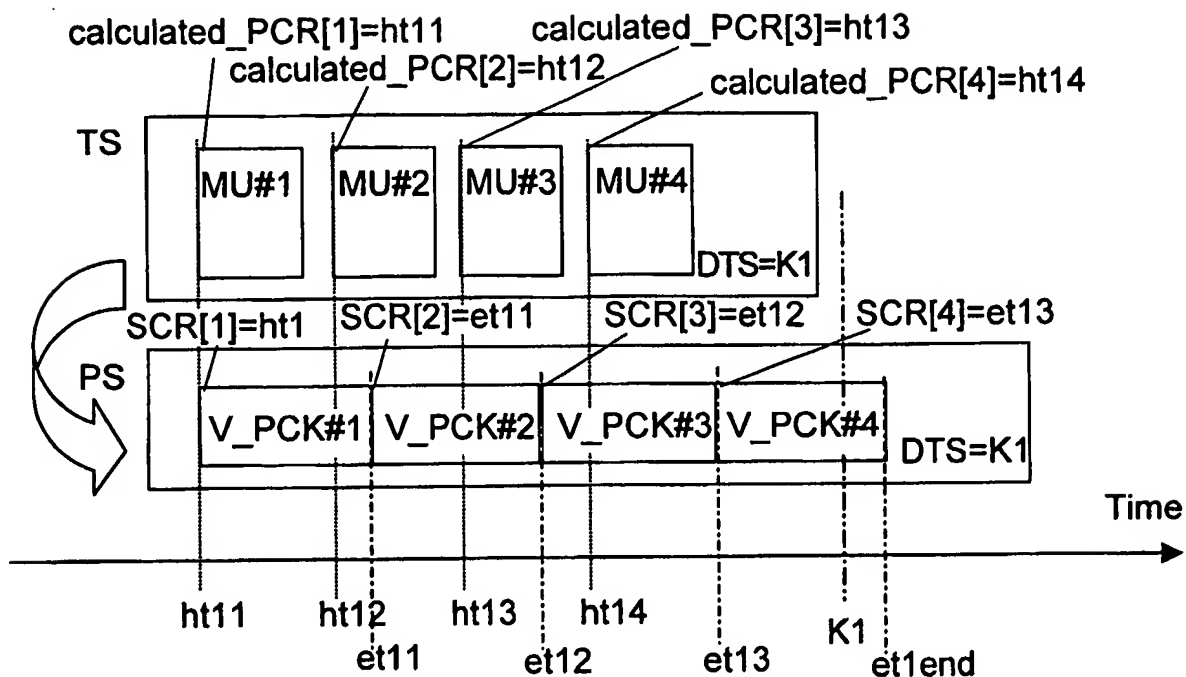 calculated_PCR[1]=ht11
calculated_PCR[3]=ht13
calculated_PCR[2]=ht12
calculated_PCR[4]=ht14
TS
MU#1
MU#2
MU#3
MU#4
DTS=K1
SCR[1]=ht1
SCR[2]=et11
SCR[3]=et12
SCR[4]=et13
PS
V_PCK#1
V_PCK#2
V_PCK#3
V_PCK#4
DTS=K1
Time
ht11
ht12
ht13
ht14
K1
et11
et12
et13
et1end